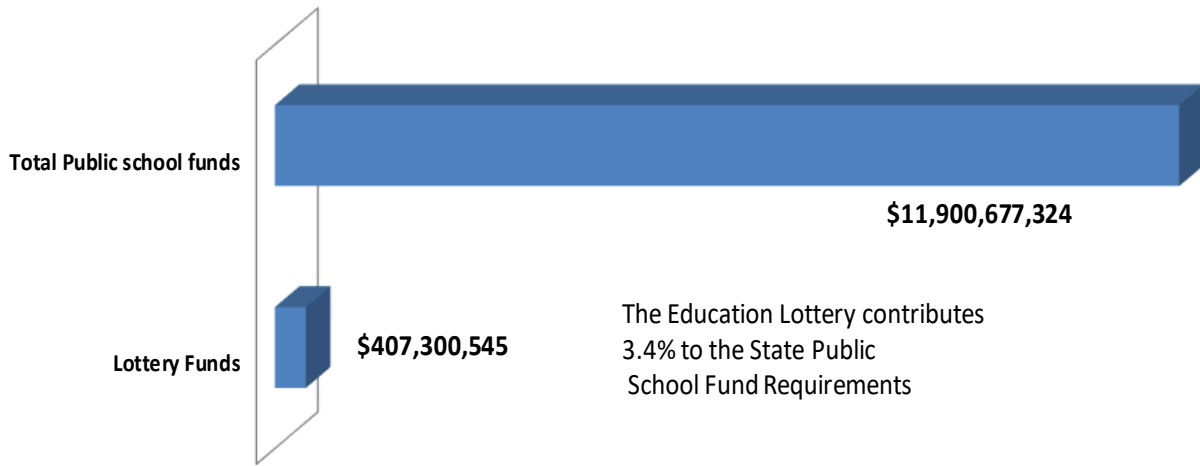 Total Public school funds
$11,900,677,324
Lottery Funds
$407,300,545
The Education Lottery contributes
3.4% to the State Public
School Fund Requirements